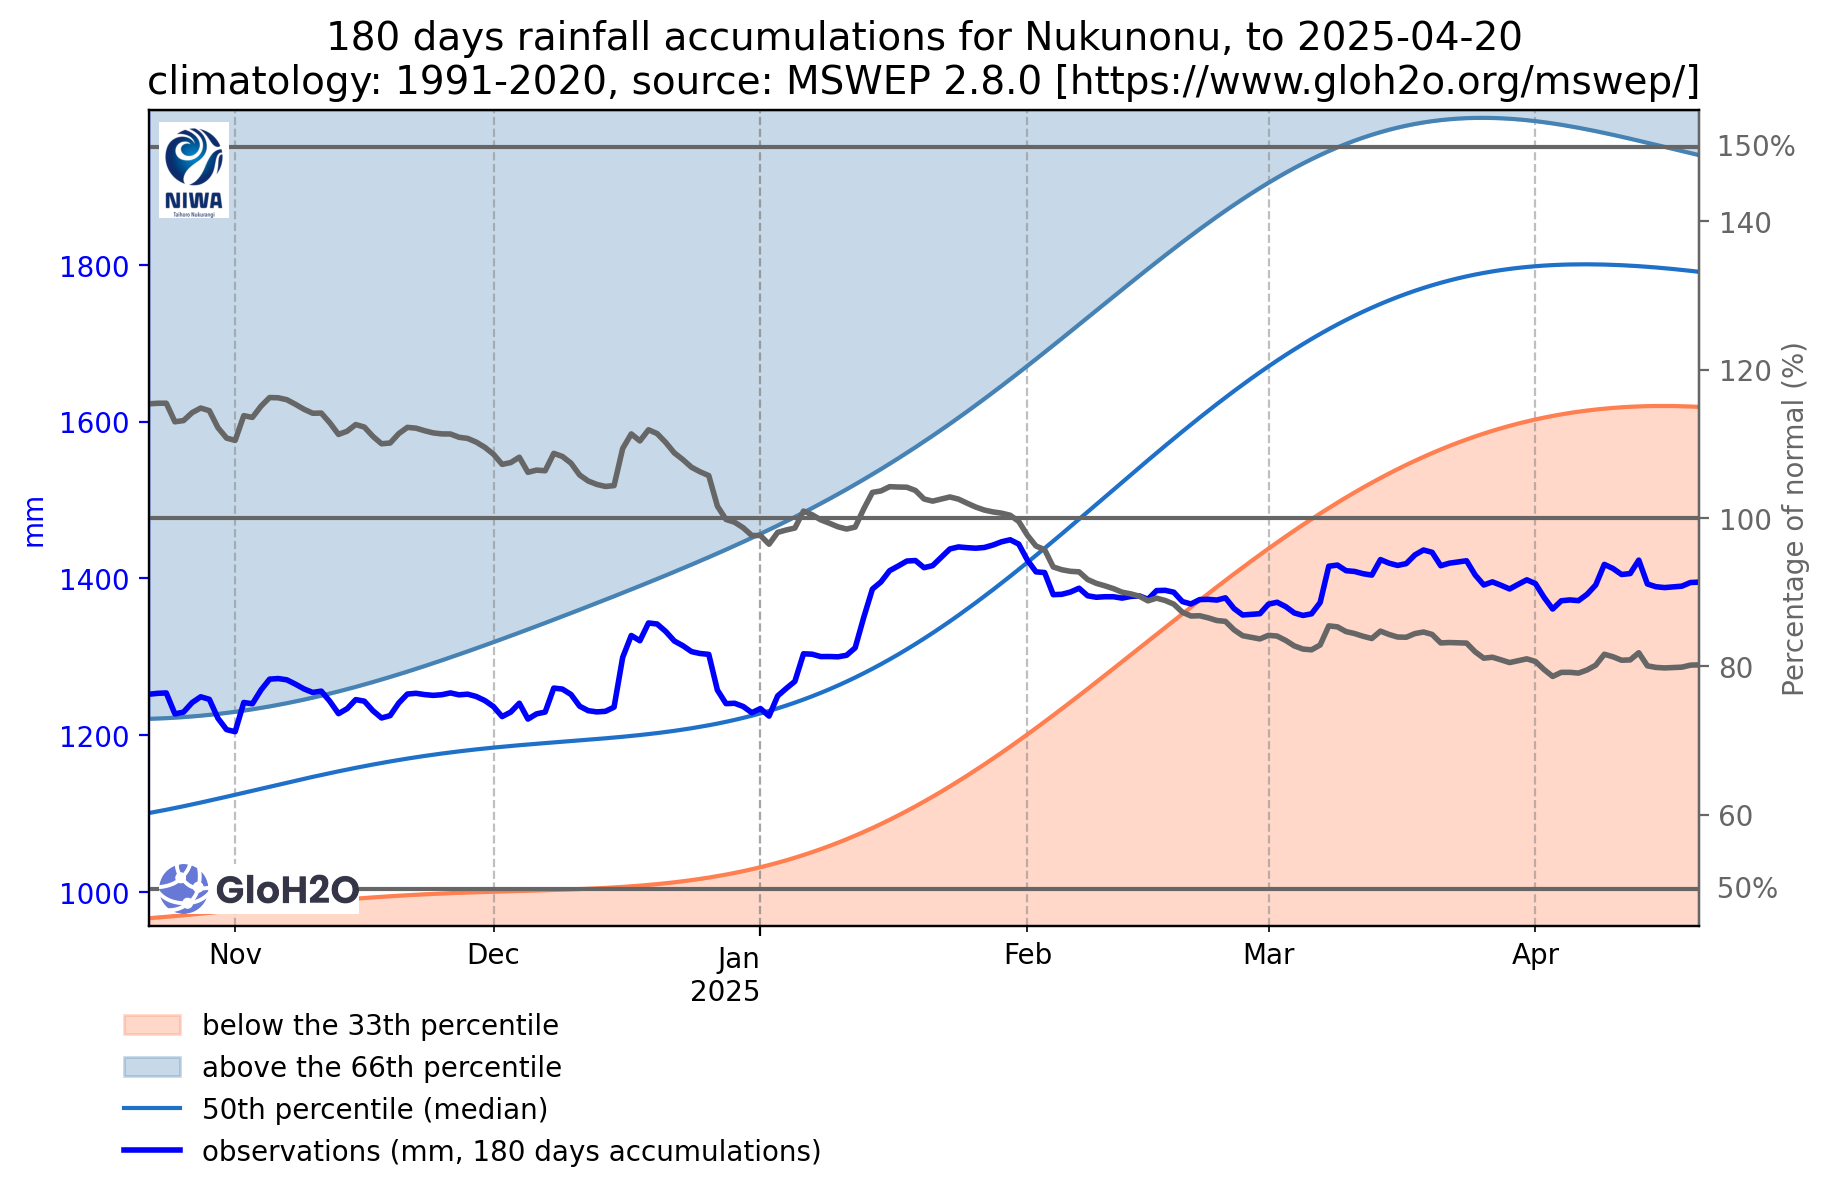 180 days rainfall accumulations for Nukunonu, to 2025-04-20
climatology: 1991-2020, source: MSWEP 2.8.0 [https://www.gloh2o.org/mswep/]
NIWA
Taihoro Nukurangi
150%
140
1800
120
1600
Percentage of normal (%)
mm
100
1400
80
1200
60
1000
GloH2O
50%
Nov
Dec
Jan
2025
Feb
Mar
Apr
below the 33th percentile
above the 66th percentile
50th percentile (median)
observations (mm, 180 days accumulations)